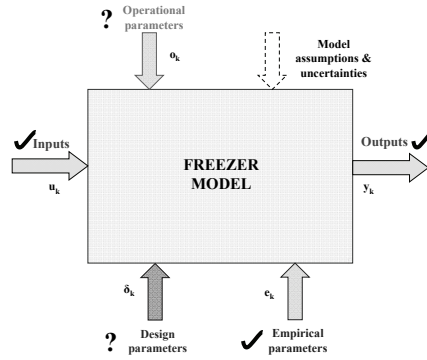 ? Operational
parameters
o_k
Model
assumptions &
uncertainties
✓ Inputs
u_k
FREEZER
MODEL
Outputs ✓
y_k
δ_k
e_k
? Design
parameters
✓ Empirical
parameters